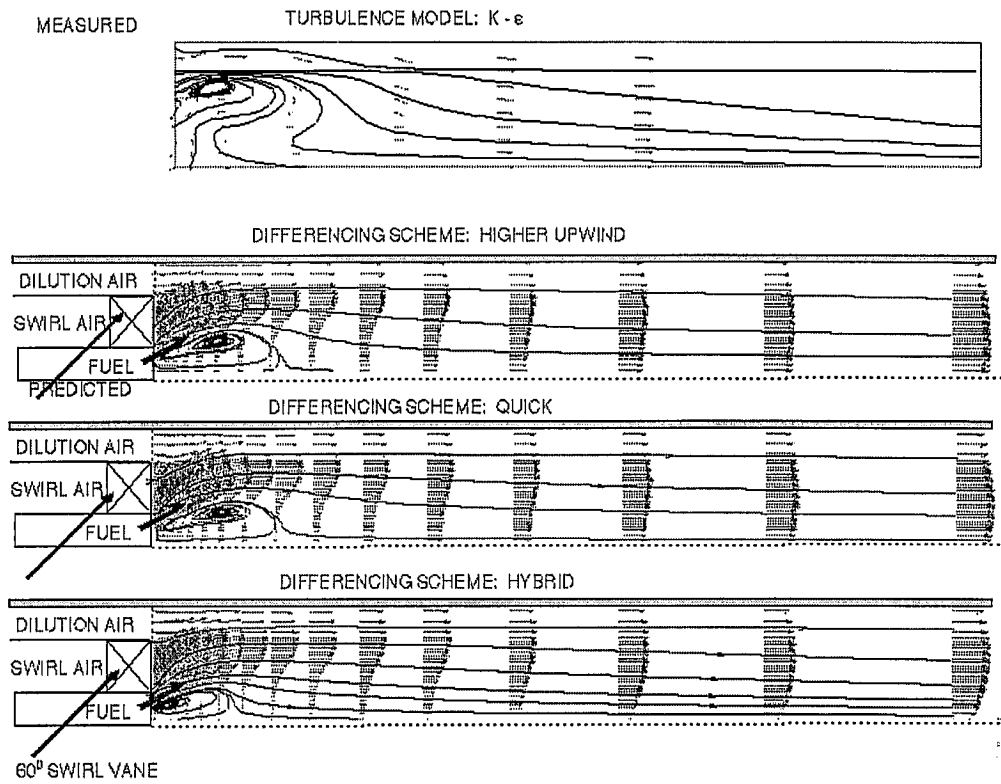 MEASURED
TURBULENCE MODEL: K - ε
DIFFERENCING SCHEME: HIGHER UPWIND
DILUTION AIR
SWIRL AIR
FUEL
PREDICTED
DIFFERENCING SCHEME: QUICK
DILUTION AIR
SWIRL AIR
FUEL
DIFFERENCING SCHEME: HYBRID
DILUTION AIR
SWIRL AIR
FUEL
60⁰ SWIRL VANE